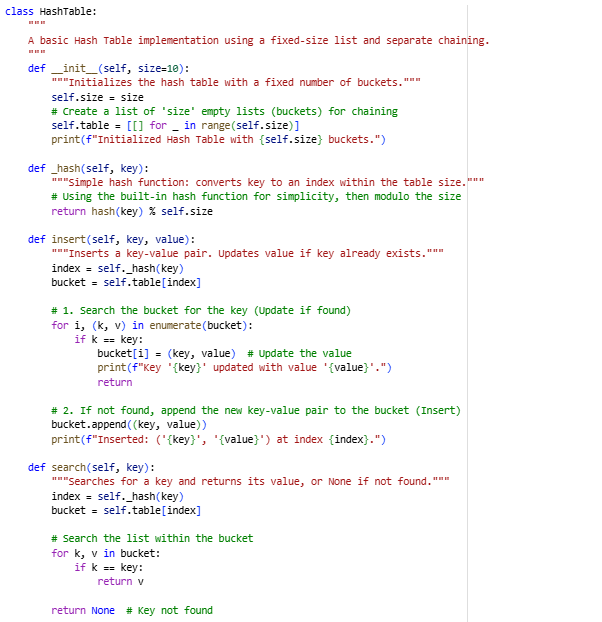 class HashTable:
    """
    A basic Hash Table implementation using a fixed-size list and separate chaining.
    """
    def __init__(self, size=10):
        """Initializes the hash table with a fixed number of buckets."""
        self.size = size
        # Create a list of 'size' empty lists (buckets) for chaining
        self.table = [[] for _ in range(self.size)]
        print(f"Initialized Hash Table with {self.size} buckets.")

    def _hash(self, key):
        """Simple hash function: converts key to an index within the table size."""
        # Using the built-in hash function for simplicity, then modulo the size
        return hash(key) % self.size

    def insert(self, key, value):
        """Inserts a key-value pair. Updates value if key already exists."""
        index = self._hash(key)
        bucket = self.table[index]

        # 1. Search the bucket for the key (Update if found)
        for i, (k, v) in enumerate(bucket):
            if k == key:
                bucket[i] = (key, value)  # Update the value
                print(f"Key '{key}' updated with value '{value}'.")
                return

        # 2. If not found, append the new key-value pair to the bucket (Insert)
        bucket.append((key, value))
        print(f"Inserted: ('{key}', '{value}') at index {index}.")

    def search(self, key):
        """Searches for a key and returns its value, or None if not found."""
        index = self._hash(key)
        bucket = self.table[index]

        # Search the list within the bucket
        for k, v in bucket:
            if k == key:
                return v

        return None  # Key not found